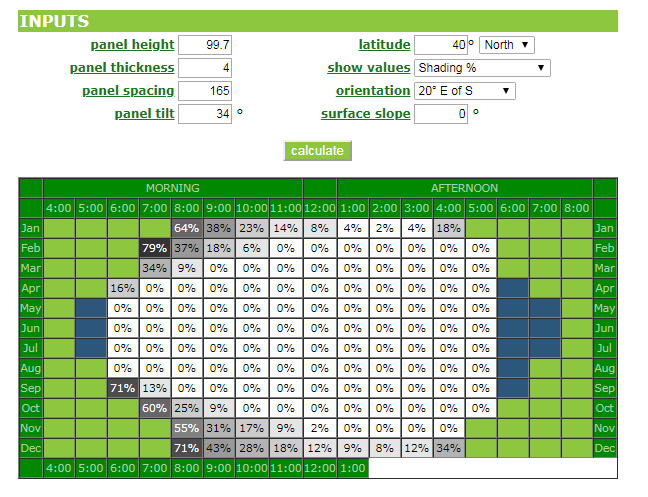 INPUTS
panel height 99.7 latitude 40° North
panel thickness 4 show values Shading %
panel spacing 165 orientation 20° E of S
panel tilt 34 ° surface slope 0 °
calculate
MORNING AFTERNOON
4:00 5:00 6:00 7:00 8:00 9:00 10:00 11:00 12:00 1:00 2:00 3:00 4:00 5:00 6:00 7:00 8:00
Jan 64% 38% 23% 14% 8% 4% 2% 4% 18% Jan
Feb 79% 37% 18% 6% 0% 0% 0% 0% 0% 0% 0% Feb
Mar 34% 9% 0% 0% 0% 0% 0% 0% 0% 0% 0% Mar
Apr 16% 0% 0% 0% 0% 0% 0% 0% 0% 0% 0% 0% Apr
May 0% 0% 0% 0% 0% 0% 0% 0% 0% 0% 0% 0% May
Jun 0% 0% 0% 0% 0% 0% 0% 0% 0% 0% 0% 0% Jun
Jul 0% 0% 0% 0% 0% 0% 0% 0% 0% 0% 0% 0% Jul
Aug 0% 0% 0% 0% 0% 0% 0% 0% 0% 0% 0% 0% Aug
Sep 71% 13% 0% 0% 0% 0% 0% 0% 0% 0% 0% 0% Sep
Oct 60% 25% 9% 0% 0% 0% 0% 0% 0% 0% 0% Oct
Nov 55% 31% 17% 9% 2% 0% 0% 0% 0% Nov
Dec 71% 43% 28% 18% 12% 9% 8% 12% 34% Dec
4:00 5:00 6:00 7:00 8:00 9:00 10:00 11:00 12:00 1:00